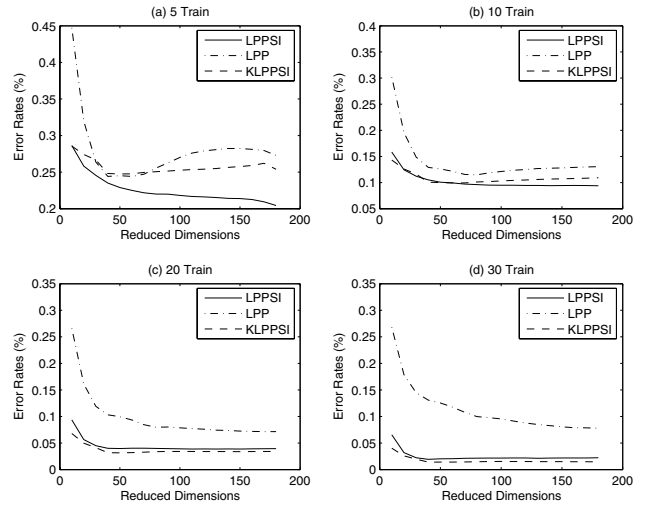 (a) 5 Train
0.45
0.4
0.35
0.3
0.25
0.2
0 50 100 150 200
Error Rates (%)
Reduced Dimensions
LPPSI
LPP
KLPPSI
(b) 10 Train
0.4
0.35
0.3
0.25
0.2
0.15
0.1
0.05
0 50 100 150 200
Error Rates (%)
Reduced Dimensions
LPPSI
LPP
KLPPSI
(c) 20 Train
0.35
0.3
0.25
0.2
0.15
0.1
0.05
0
0 50 100 150 200
Error Rates (%)
Reduced Dimensions
LPPSI
LPP
KLPPSI
(d) 30 Train
0.35
0.3
0.25
0.2
0.15
0.1
0.05
0
0 50 100 150 200
Error Rates (%)
Reduced Dimensions
LPPSI
LPP
KLPPSI